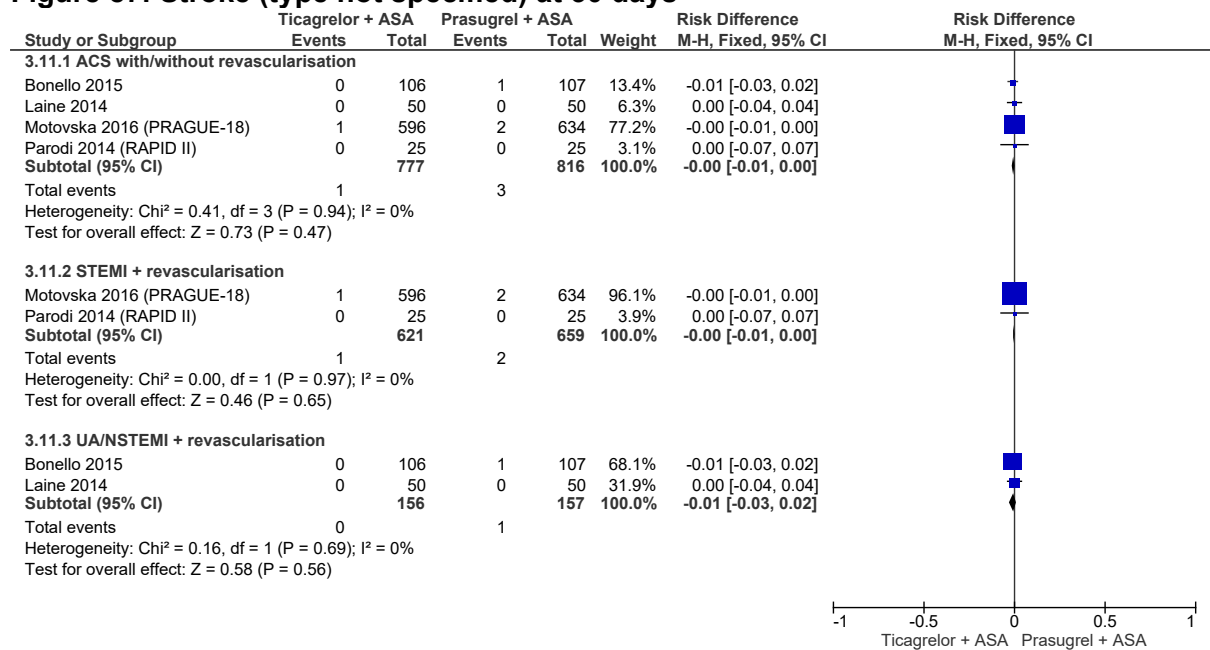 Ticagrelor + ASA Prasugrel + ASA Risk Difference Risk Difference
Study or Subgroup Events Total Events Total Weight M-H, Fixed, 95% CI M-H, Fixed, 95% CI
3.11.1 ACS with/without revascularisation
Bonello 2015 0 106 1 107 13.4% -0.01 [-0.03, 0.02]
Laine 2014 0 50 0 50 6.3% 0.00 [-0.04, 0.04]
Motovska 2016 (PRAGUE-18) 1 596 2 634 77.2% -0.00 [-0.01, 0.00]
Parodi 2014 (RAPID II) 0 25 0 25 3.1% 0.00 [-0.07, 0.07]
Subtotal (95% CI) 777 816 100.0% -0.00 [-0.01, 0.00]
Total events 1 3
Heterogeneity: Chi² = 0.41, df = 3 (P = 0.94); I² = 0%
Test for overall effect: Z = 0.73 (P = 0.47)
3.11.2 STEMI + revascularisation
Motovska 2016 (PRAGUE-18) 1 596 2 634 96.1% -0.00 [-0.01, 0.00]
Parodi 2014 (RAPID II) 0 25 0 25 3.9% 0.00 [-0.07, 0.07]
Subtotal (95% CI) 621 659 100.0% -0.00 [-0.01, 0.00]
Total events 1 2
Heterogeneity: Chi² = 0.00, df = 1 (P = 0.97); I² = 0%
Test for overall effect: Z = 0.46 (P = 0.65)
3.11.3 UA/NSTEMI + revascularisation
Bonello 2015 0 106 1 107 68.1% -0.01 [-0.03, 0.02]
Laine 2014 0 50 0 50 31.9% 0.00 [-0.04, 0.04]
Subtotal (95% CI) 156 157 100.0% -0.01 [-0.03, 0.02]
Total events 0 1
Heterogeneity: Chi² = 0.16, df = 1 (P = 0.69); I² = 0%
Test for overall effect: Z = 0.58 (P = 0.56)
-1 -0.5 0 0.5 1
Ticagrelor + ASA Prasugrel + ASA